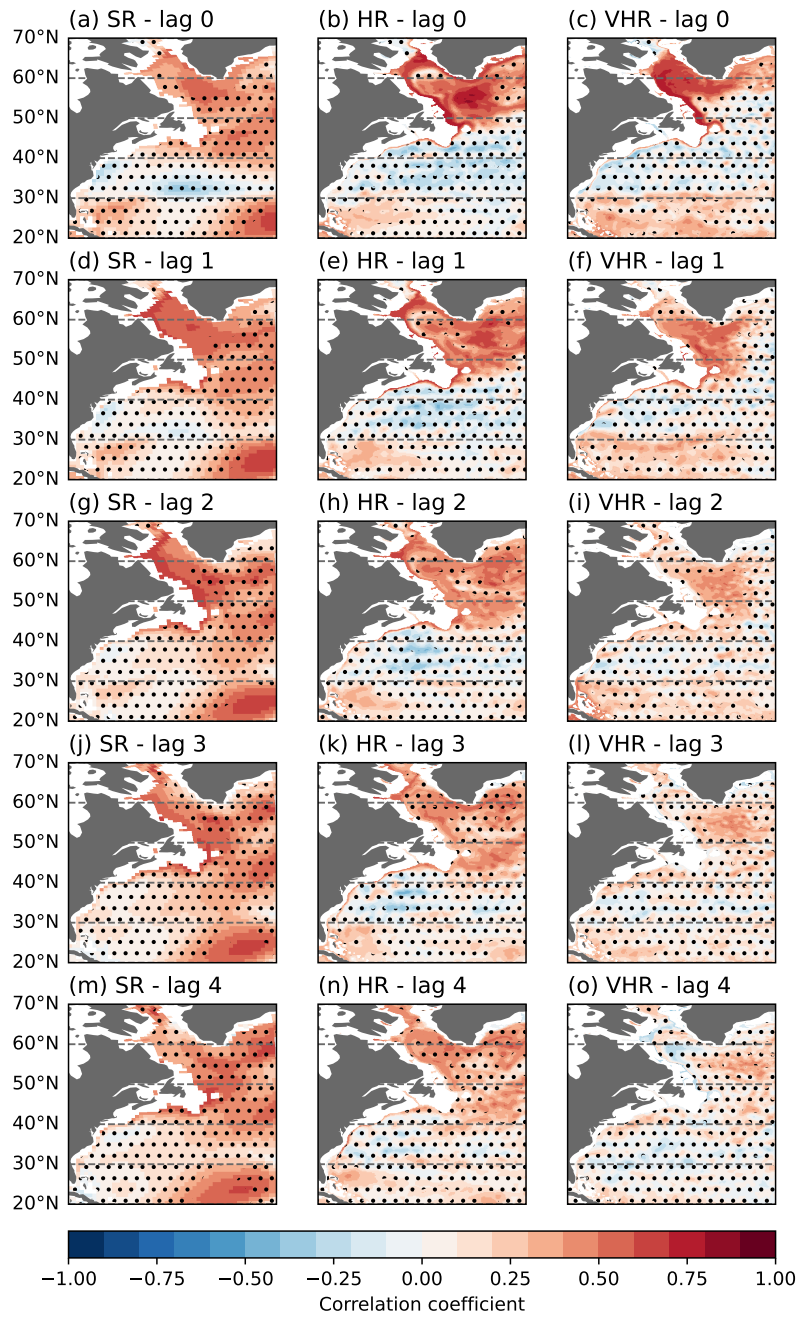 (a) SR - lag 0 (b) HR - lag 0 (c) VHR - lag 0
70°N
60°N
50°N
40°N
30°N
20°N
(d) SR - lag 1 (e) HR - lag 1 (f) VHR - lag 1
70°N
60°N
50°N
40°N
30°N
20°N
(g) SR - lag 2 (h) HR - lag 2 (i) VHR - lag 2
70°N
60°N
50°N
40°N
30°N
20°N
(j) SR - lag 3 (k) HR - lag 3 (l) VHR - lag 3
70°N
60°N
50°N
40°N
30°N
20°N
(m) SR - lag 4 (n) HR - lag 4 (o) VHR - lag 4
70°N
60°N
50°N
40°N
30°N
20°N
−1.00 −0.75 −0.50 −0.25 0.00 0.25 0.50 0.75 1.00
Correlation coefficient